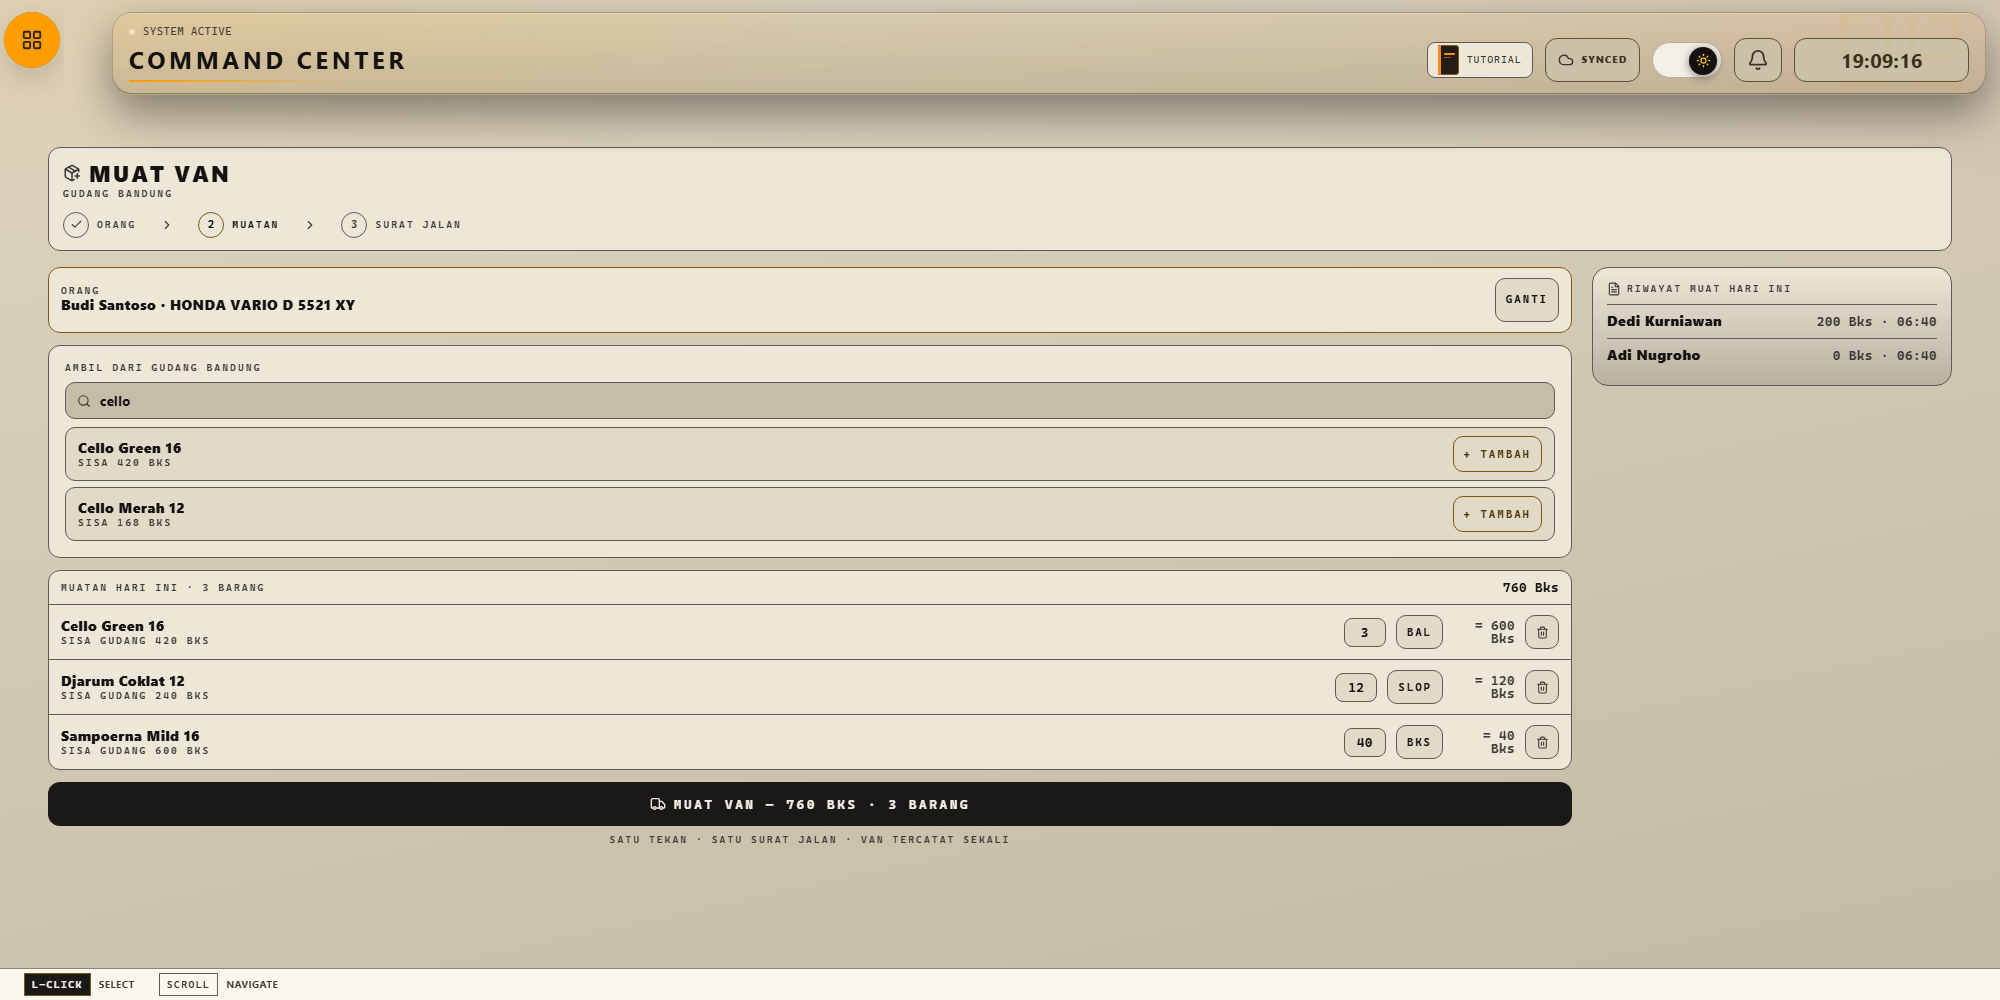 SYSTEM ACTIVE
COMMAND CENTER
TUTORIAL
SYNCED
19:09:16
MUAT VAN
GUDANG BANDUNG
ORANG
2 MUATAN
3 SURAT JALAN
ORANG
Budi Santoso · HONDA VARIO D 5521 XY
GANTI
AMBIL DARI GUDANG BANDUNG
cello
Cello Green 16
SISA 420 BKS
+ TAMBAH
Cello Merah 12
SISA 168 BKS
+ TAMBAH
MUATAN HARI INI · 3 BARANG
760 Bks
Cello Green 16
SISA GUDANG 420 BKS
3 BAL = 600 Bks
Djarum Coklat 12
SISA GUDANG 240 BKS
12 SLOP = 120 Bks
Sampoerna Mild 16
SISA GUDANG 600 BKS
40 BKS = 40 Bks
MUAT VAN — 760 BKS · 3 BARANG
SATU TEKAN · SATU SURAT JALAN · VAN TERCATAT SEKALI
RIWAYAT MUAT HARI INI
Dedi Kurniawan 200 Bks · 06:40
Adi Nugroho 0 Bks · 06:40
L-CLICK SELECT SCROLL NAVIGATE